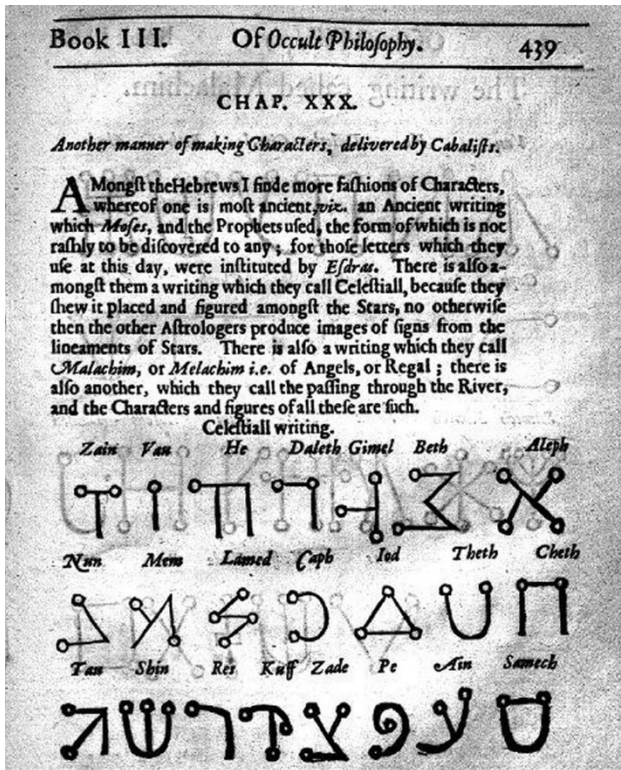 Book III. Of Occult Philoſophy. 439
CHAP. XXX.
Another manner of making Characters, delivered by Cabaliſts.
AMongſt the Hebrews I finde more faſhions of Characters,
whereof one is moſt ancient, viz. an Ancient writing
which Moſes, and the Prophets uſed, the form of which is not
raſhly to be diſcovered to any; for thoſe letters which they
uſe at this day, were inſtituted by Eſdras. There is alſo a-
mongſt them a writing which they call Celeſtiall, becauſe they
ſhew it placed and figured amongſt the Stars, no otherwiſe
then the other Aſtrologers produce images of ſigns from the
lineaments of Stars. There is alſo a writing which they call
Malachim, or Melachim i.e. of Angels, or Regal; there is
alſo another, which they call the paſſing through the River,
and the Characters and figures of all theſe are ſuch.
Celeſtiall writing.
Zain Vau He Daleth Gimel Beth Aleph
Nun Mem Lamed Caph Iod Theth Cheth
Tau Shin Res Kuff Zade Pe Ain Samech